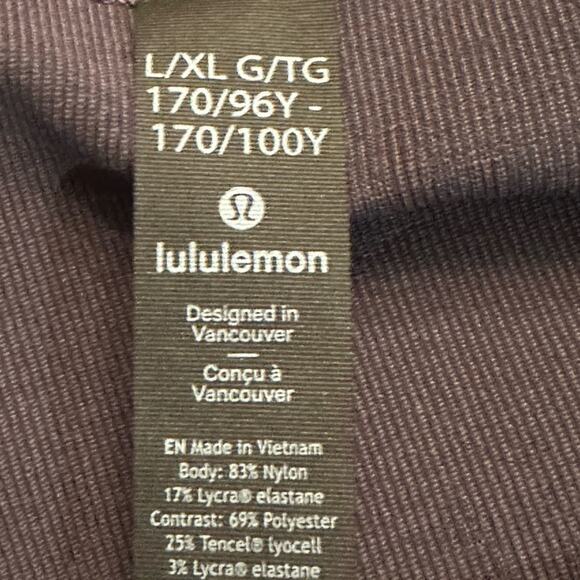 L/XL G/TG
170/96Y -
170/100Y
lululemon
Designed in
Vancouver
Conçu à
Vancouver
EN Made in Vietnam
Body: 83% Nylon
17% Lycra® elastane
Contrast: 69% Polyester
25% Tencel® lyocell
3% Lycra® elastane